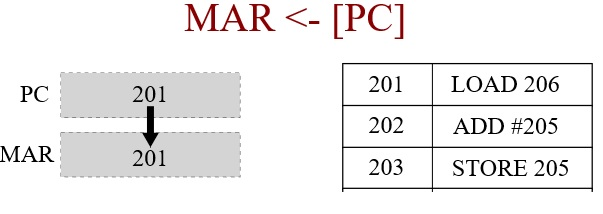 MAR <- [PC]
PC 201
MAR 201
201 LOAD 206
202 ADD #205
203 STORE 205